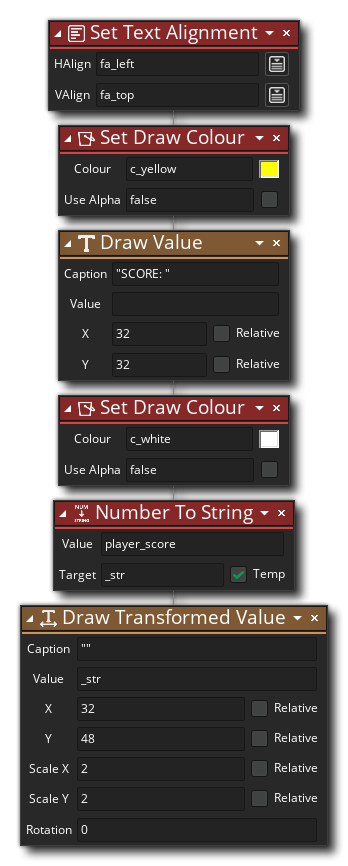 Set Text Alignment
HAlign fa_left
VAlign fa_top
Set Draw Colour
Colour c_yellow
Use Alpha false
Draw Value
Caption "SCORE: "
Value
X 32 Relative
Y 32 Relative
Set Draw Colour
Colour c_white
Use Alpha false
NUM STRING Number To String
Value player_score
Target _str Temp
Draw Transformed Value
Caption ""
Value _str
X 32 Relative
Y 48 Relative
Scale X 2 Relative
Scale Y 2 Relative
Rotation 0